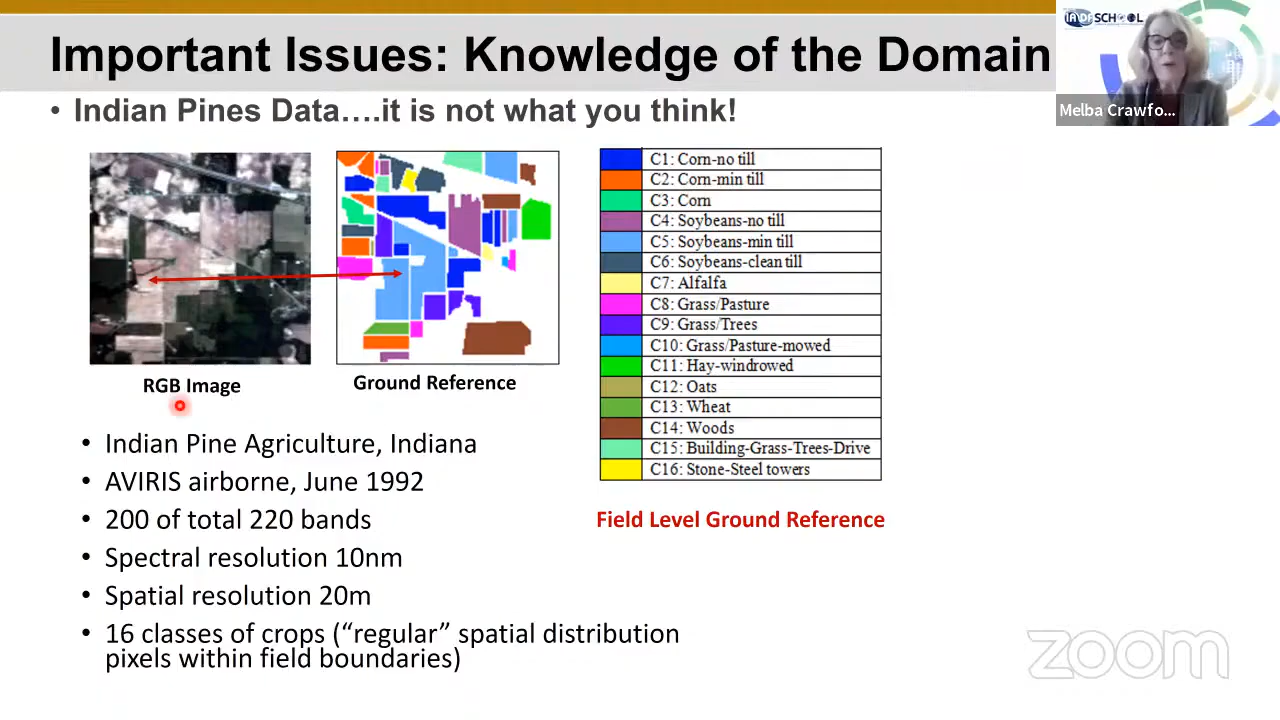 Important Issues: Knowledge of the Domain
IADF SCHOOL
Melba Crawfo...
• Indian Pines Data….it is not what you think!
C1: Corn-no till
C2: Corn-min till
C3: Corn
C4: Soybeans-no till
C5: Soybeans-min till
C6: Soybeans-clean till
C7: Alfalfa
C8: Grass/Pasture
C9: Grass/Trees
C10: Grass/Pasture-mowed
C11: Hay-windrowed
C12: Oats
C13: Wheat
C14: Woods
C15: Building-Grass-Trees-Drive
C16: Stone-Steel towers
RGB Image
Ground Reference
Field Level Ground Reference
• Indian Pine Agriculture, Indiana
• AVIRIS airborne, June 1992
• 200 of total 220 bands
• Spectral resolution 10nm
• Spatial resolution 20m
• 16 classes of crops (“regular” spatial distribution
pixels within field boundaries)
zoom